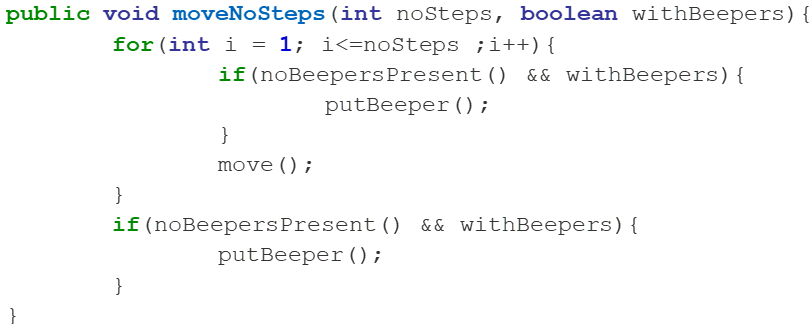 public void moveNoSteps(int noSteps, boolean withBeepers){
for(int i = 1; i<=noSteps ;i++){
if(noBeepersPresent() && withBeepers){
putBeeper();
}
move();
}
if(noBeepersPresent() && withBeepers){
putBeeper();
}
}